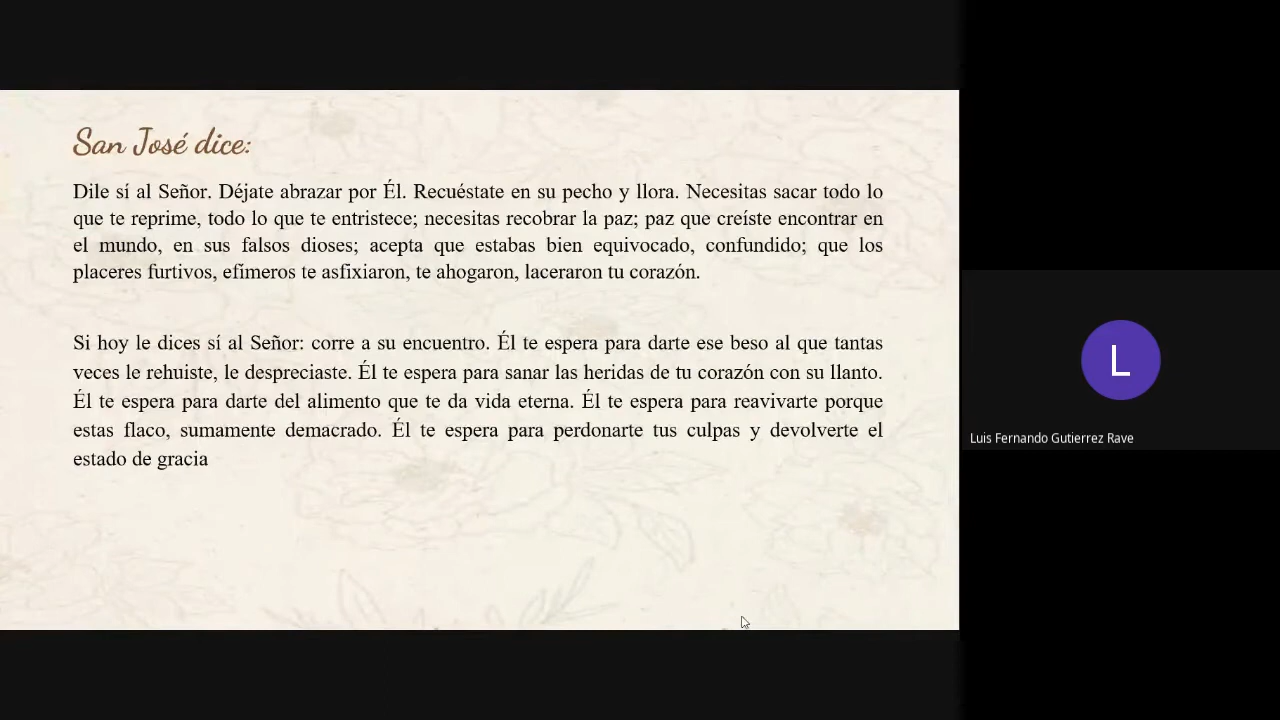 San José dice:
Dile sí al Señor. Déjate abrazar por Él. Recuéstate en su pecho y llora. Necesitas sacar todo lo
que te reprime, todo lo que te entristece; necesitas recobrar la paz; paz que creíste encontrar en
el mundo, en sus falsos dioses; acepta que estabas bien equivocado, confundido; que los
placeres furtivos, efímeros te asfixiaron, te ahogaron, laceraron tu corazón.
Si hoy le dices sí al Señor: corre a su encuentro. Él te espera para darte ese beso al que tantas
veces le rehuiste, le despreciaste. Él te espera para sanar las heridas de tu corazón con su llanto.
Él te espera para darte del alimento que te da vida eterna. Él te espera para reavivarte porque
estas flaco, sumamente demacrado. Él te espera para perdonarte tus culpas y devolverte el
estado de gracia
L
Luis Fernando Gutierrez Rave